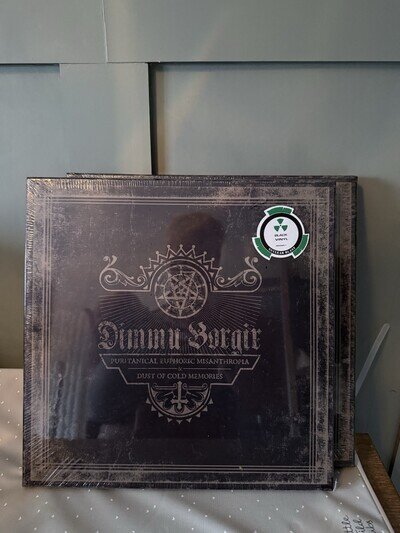 BLACK
VINYL
Dimmu Borgir
PURITANICAL EUPHORIC MISANTHROPIA
&
DUST OF COLD MEMORIES